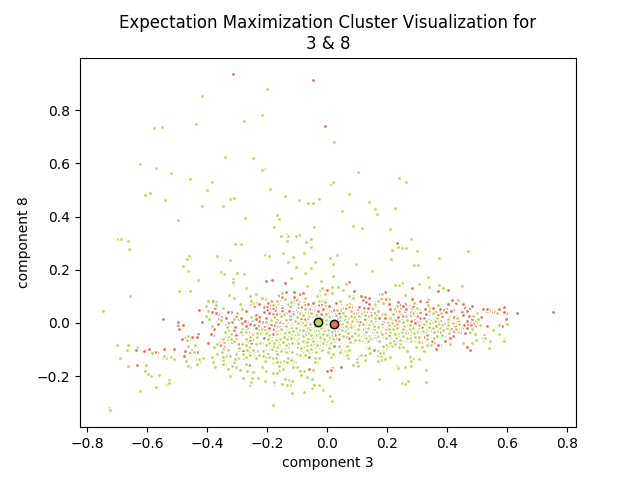 Expectation Maximization Cluster Visualization for
3 & 8
0.8
0.6
0.4
0.2
0.0
−0.2
component 8
−0.8 −0.6 −0.4 −0.2 0.0 0.2 0.4 0.6 0.8
component 3